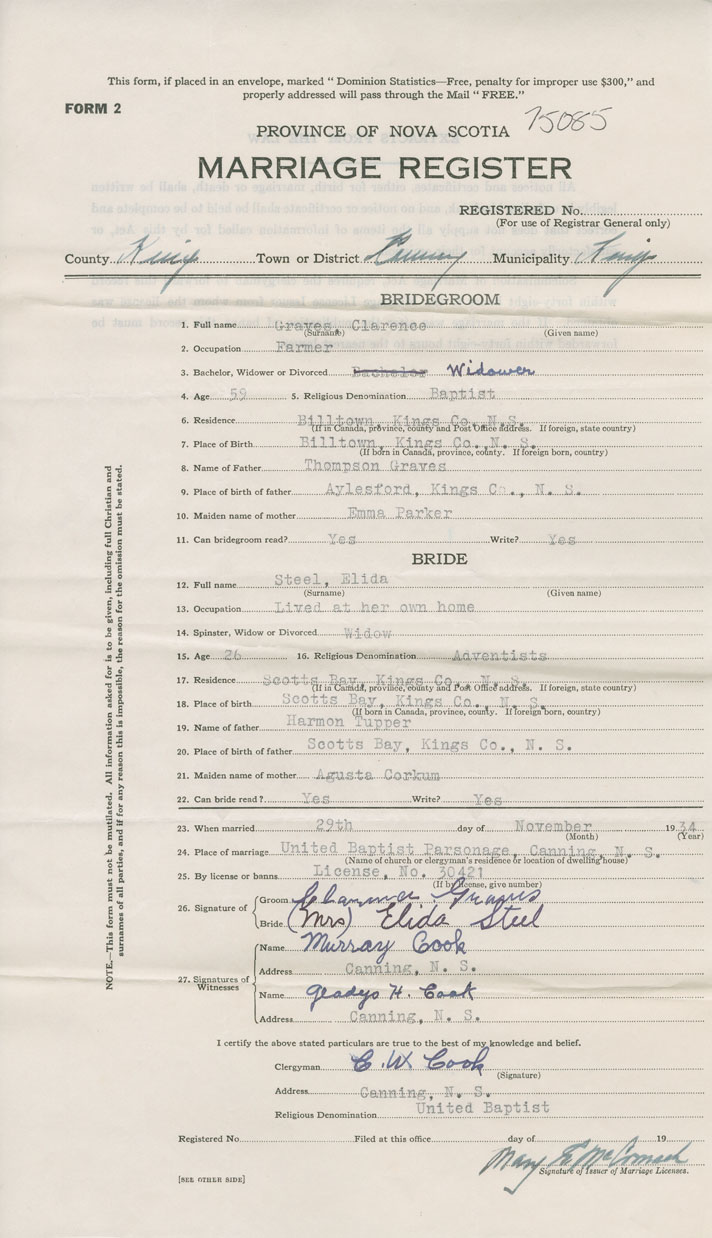 This form, if placed in an envelope, marked " Dominion Statistics—Free, penalty for improper use $300," and
properly addressed will pass through the Mail " FREE."
FORM 2
75085
PROVINCE OF NOVA SCOTIA
MARRIAGE REGISTER
REGISTERED No.
(For use of Registrar General only)
County Kings Town or District Canning Municipality Kings
BRIDEGROOM
1. Full name Graves, Clarence
(Surname) (Given name)
2. Occupation Farmer
3. Bachelor, Widower or Divorced Bachelor Widower
4. Age 59 5. Religious Denomination Baptist
6. Residence Billtown, Kings Co., N.S.
(If in Canada, province, county and Post Office address. If foreign, state country)
7. Place of Birth Billtown, Kings Co., N. S.
(If born in Canada, province, county. If foreign born, country)
8. Name of Father Thompson Graves
9. Place of birth of father Aylesford, Kings Co., N. S.
10. Maiden name of mother Emma Parker
11. Can bridegroom read? Yes Write? Yes
BRIDE
12. Full name Steel, Elida
(Surname) (Given name)
13. Occupation Lived at her own home
14. Spinster, Widow or Divorced Widow
15. Age 26 16. Religious Denomination Adventists
17. Residence Scotts Bay, Kings Co., N. S.
(If in Canada, province, county and Post Office address. If foreign, state country)
18. Place of birth Scotts Bay, Kings Co., N. S.
(If born in Canada, province, county. If foreign born, country)
19. Name of father Harmon Tupper
20. Place of birth of father Scotts Bay, Kings Co., N. S.
21. Maiden name of mother Agusta Corkum
22. Can bride read? Yes Write? Yes
23. When married 29th day of November 1934
(Month) (Year)
24. Place of marriage United Baptist Parsonage, Canning, N. S.
(Name of church or clergyman's residence or location of dwelling house)
25. By license or banns License, No. 30421
(If by license, give number)
26. Signature of
Groom Graves
Bride (Mrs) Elida Steel
27. Signatures of
Witnesses
Name Murray Cook
Address Canning, N. S.
Name Gladys H. Cook
Address Canning, N. S.
I certify the above stated particulars are true to the best of my knowledge and belief.
Clergyman C. W. Cook
(Signature)
Address Canning, N. S.
Religious Denomination United Baptist
Registered No. Filed at this office day of 19
Mary E. McCormack
Signature of Issuer of Marriage Licenses.
[SEE OTHER SIDE]
NOTE.—This form must not be mutilated. All information asked for is to be given, including full Christian and
surnames of all parties, and if for any reason this is impossible, the reason for the omission must be stated.